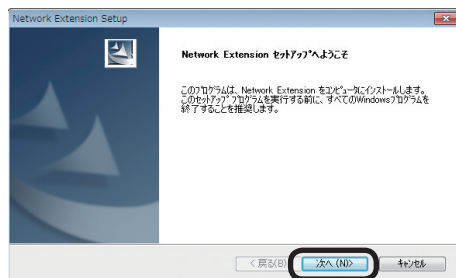 Network Extension Setup
Network Extension セットアップへようこそ
このプログラムは、Network Extension をコンピュータにインストールします。
このセットアップ プログラムを実行する前に、すべてのWindowsプログラムを
終了することを推奨します。
< 戻る(B)
次へ (N)>
キャンセル